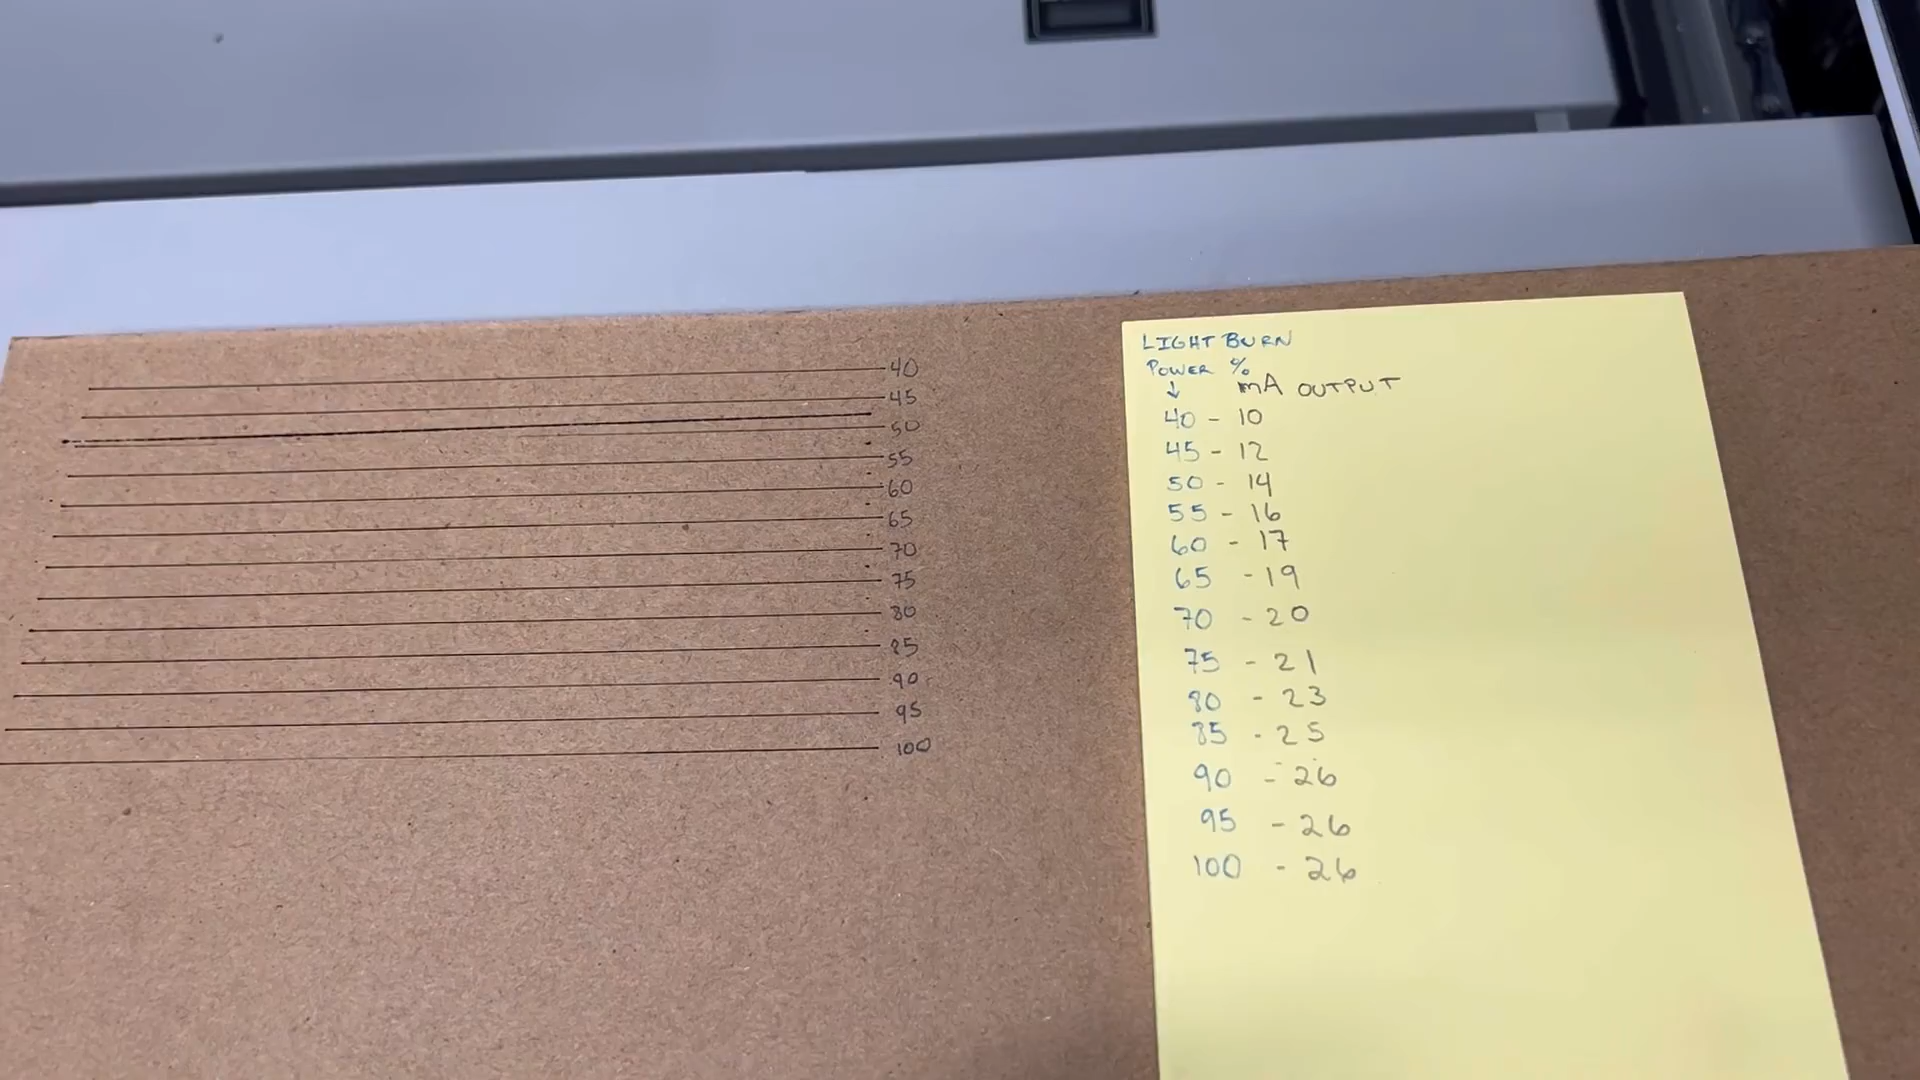 40
45
50
55
60
65
70
75
80
85
90
95
100
LIGHTBURN
POWER %
↓ mA OUTPUT
40 - 10
45 - 12
50 - 14
55 - 16
60 - 17
65 - 19
70 - 20
75 - 21
80 - 23
85 - 25
90 - 26
95 - 26
100 - 26